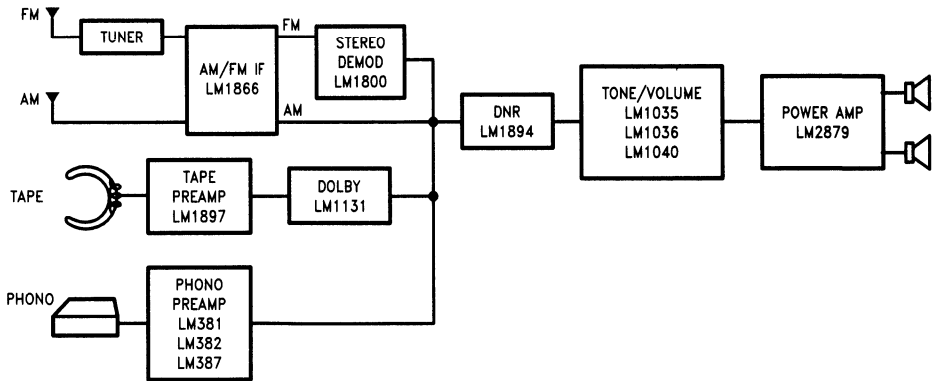 FM
TUNER
AM/FM IF
LM1866
FM
STEREO
DEMOD
LM1800
AM
AM
DNR
LM1894
TONE/VOLUME
LM1035
LM1036
LM1040
POWER AMP
LM2879
TAPE
TAPE
PREAMP
LM1897
DOLBY
LM1131
PHONO
PHONO
PREAMP
LM381
LM382
LM387